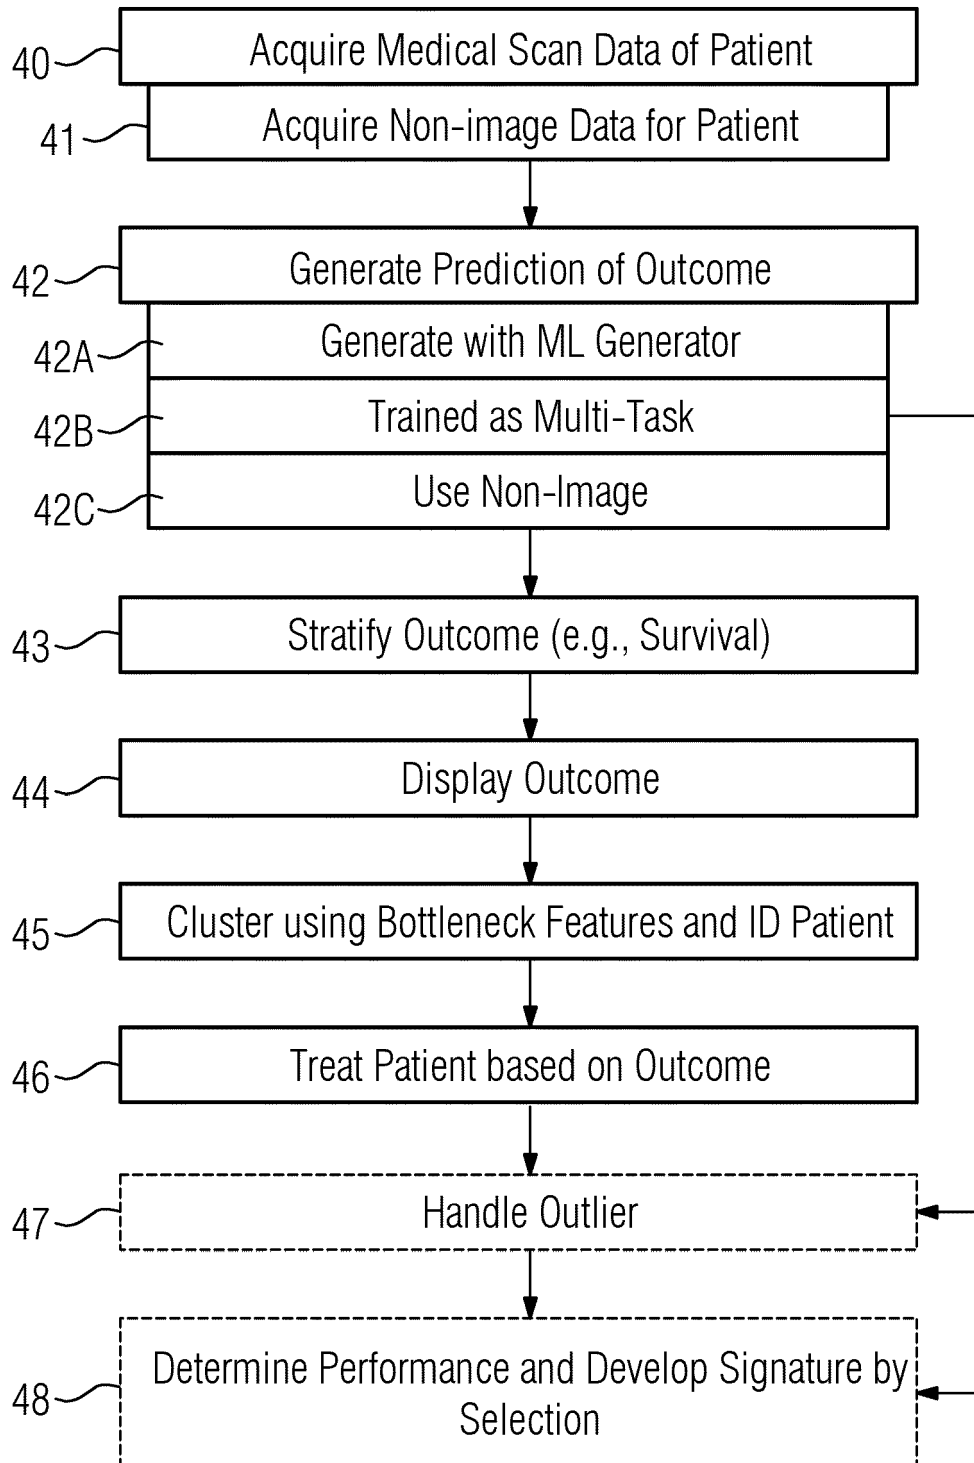 40 Acquire Medical Scan Data of Patient
41 Acquire Non-image Data for Patient
42 Generate Prediction of Outcome
42A Generate with ML Generator
42B Trained as Multi-Task
42C Use Non-Image
43 Stratify Outcome (e.g., Survival)
44 Display Outcome
45 Cluster using Bottleneck Features and ID Patient
46 Treat Patient based on Outcome
47 Handle Outlier
48 Determine Performance and Develop Signature by
Selection